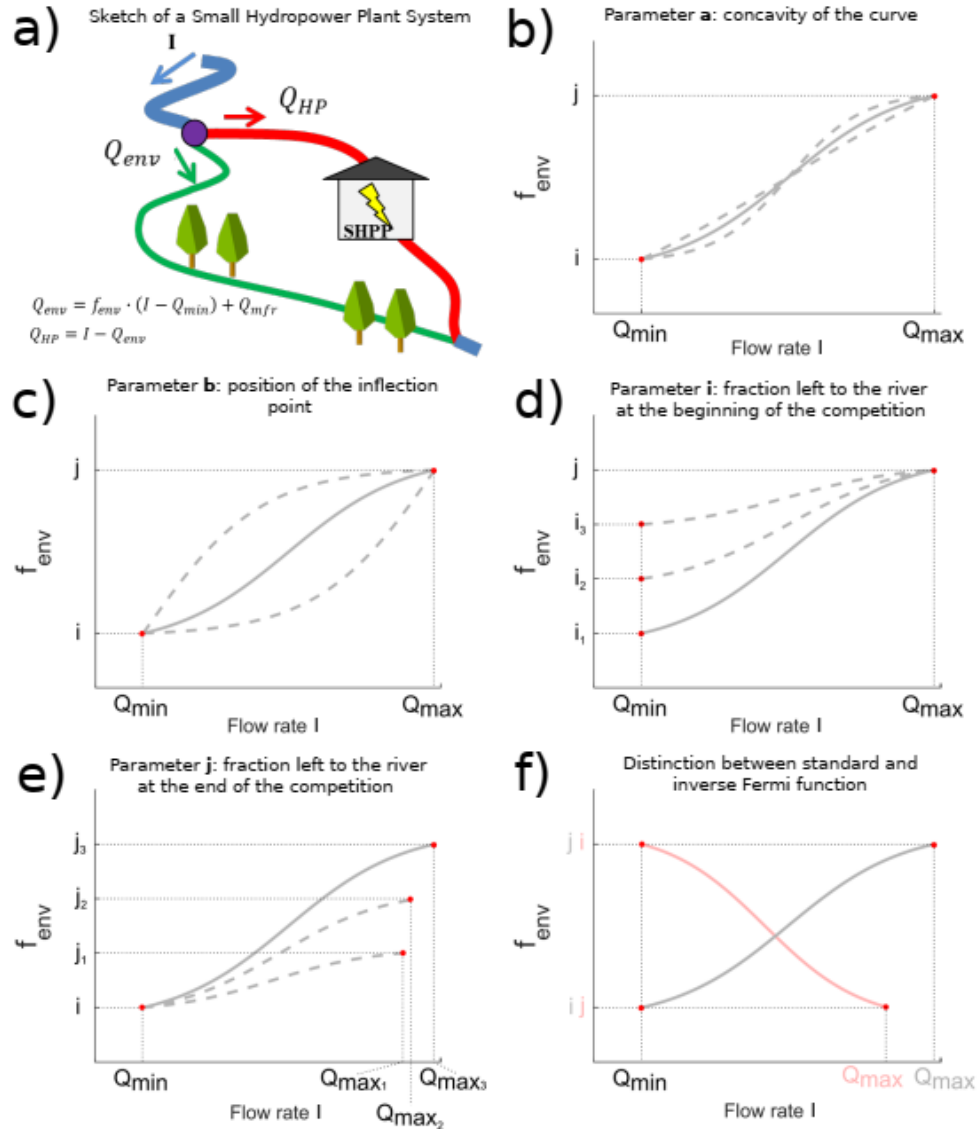 a)
Sketch of a Small Hydropower Plant System
I
Q_HP
Q_env
SHPP
Q_env = f_env · (I − Q_min) + Q_mfr
Q_HP = I − Q_env
b)
Parameter a: concavity of the curve
j
f_env
i
Q_min
Q_max
Flow rate I
c)
Parameter b: position of the inflection
point
j
f_env
i
Q_min
Q_max
Flow rate I
d)
Parameter i: fraction left to the river
at the beginning of the competition
j
i_3
f_env
i_2
i_1
Q_min
Q_max
Flow rate I
e)
Parameter j: fraction left to the river
at the end of the competition
j_3
j_2
f_env
j_1
i
Q_min
Q_max_1
Q_max_3
Q_max_2
Flow rate I
f)
Distinction between standard and
inverse Fermi function
j i
f_env
i j
Q_min
Q_max
Q_max
Flow rate I